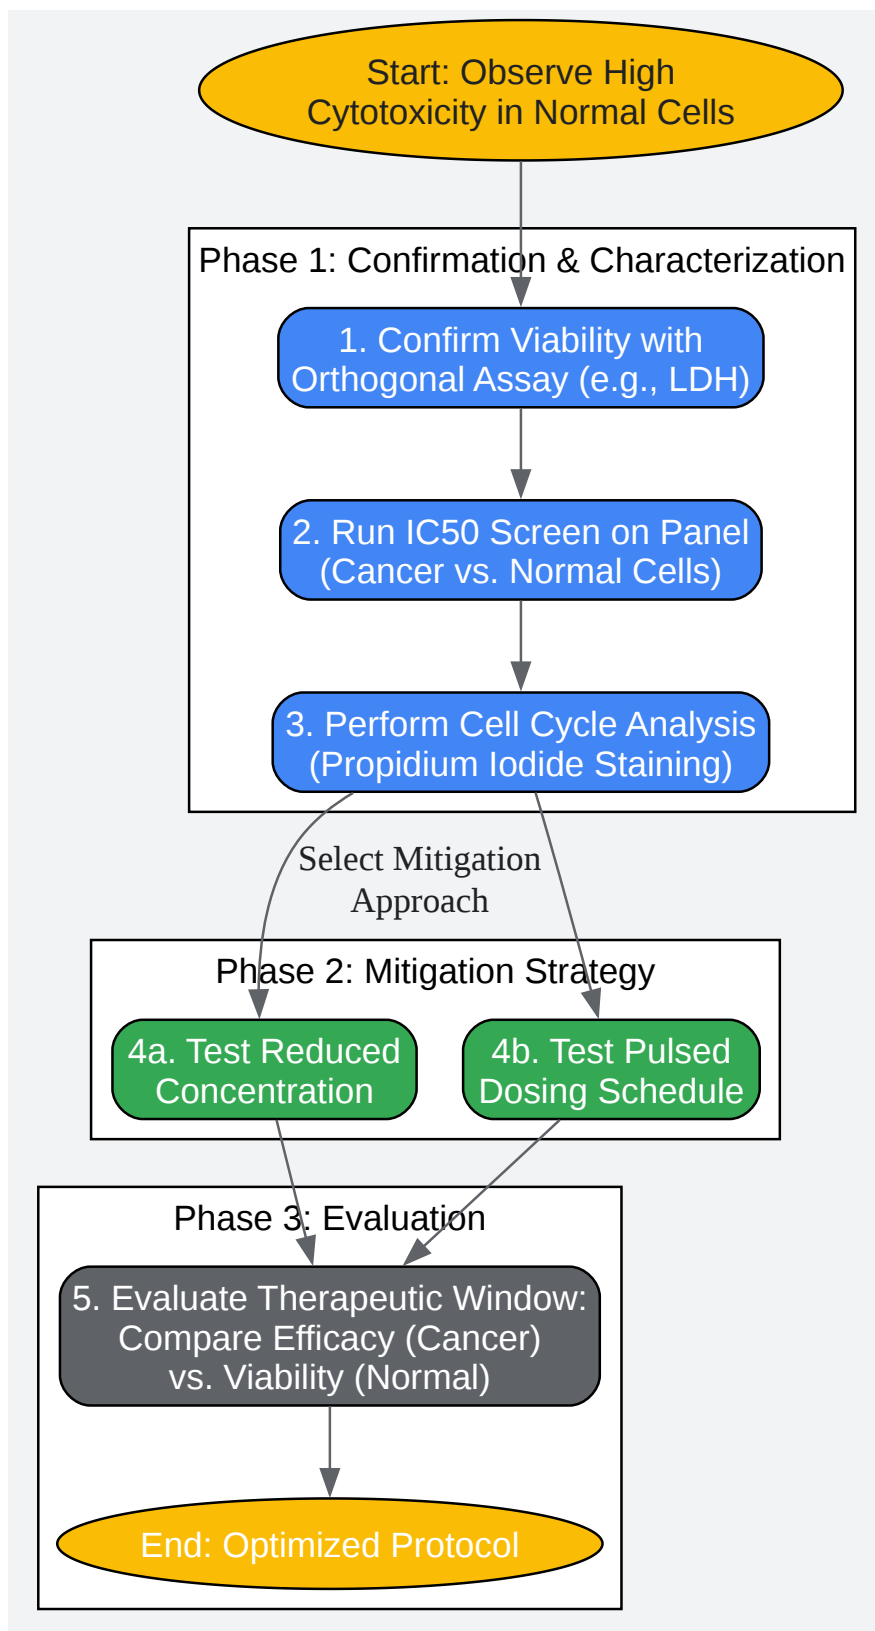 Start: Observe High
Cytotoxicity in Normal Cells
Phase 1: Confirmation & Characterization
1. Confirm Viability with
Orthogonal Assay (e.g., LDH)
2. Run IC50 Screen on Panel
(Cancer vs. Normal Cells)
3. Perform Cell Cycle Analysis
(Propidium Iodide Staining)
Select Mitigation
Approach
Phase 2: Mitigation Strategy
4a. Test Reduced
Concentration
4b. Test Pulsed
Dosing Schedule
Phase 3: Evaluation
5. Evaluate Therapeutic Window:
Compare Efficacy (Cancer)
vs. Viability (Normal)
End: Optimized Protocol